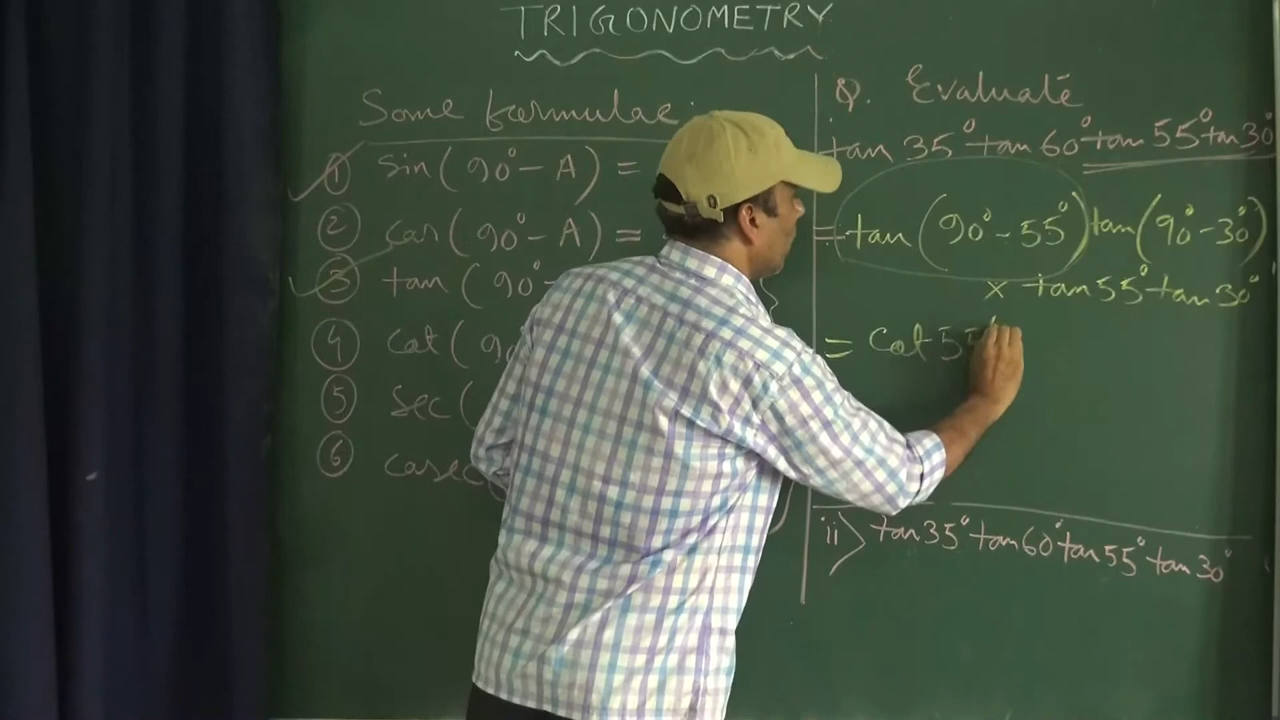 TRIGONOMETRY
Some formulae
① sin(90° - A) =
② cos(90° - A) =
③ tan(90° -
④ cot(90
⑤ sec(
⑥ cosec
Q. Evaluate
i tan 35° tan 60° tan 55° tan 30°
= tan(90° - 55°) tan(90° - 30°)
x tan 55° tan 30°
= cot 55
ii> tan 35° tan 60° tan 55° tan 30°